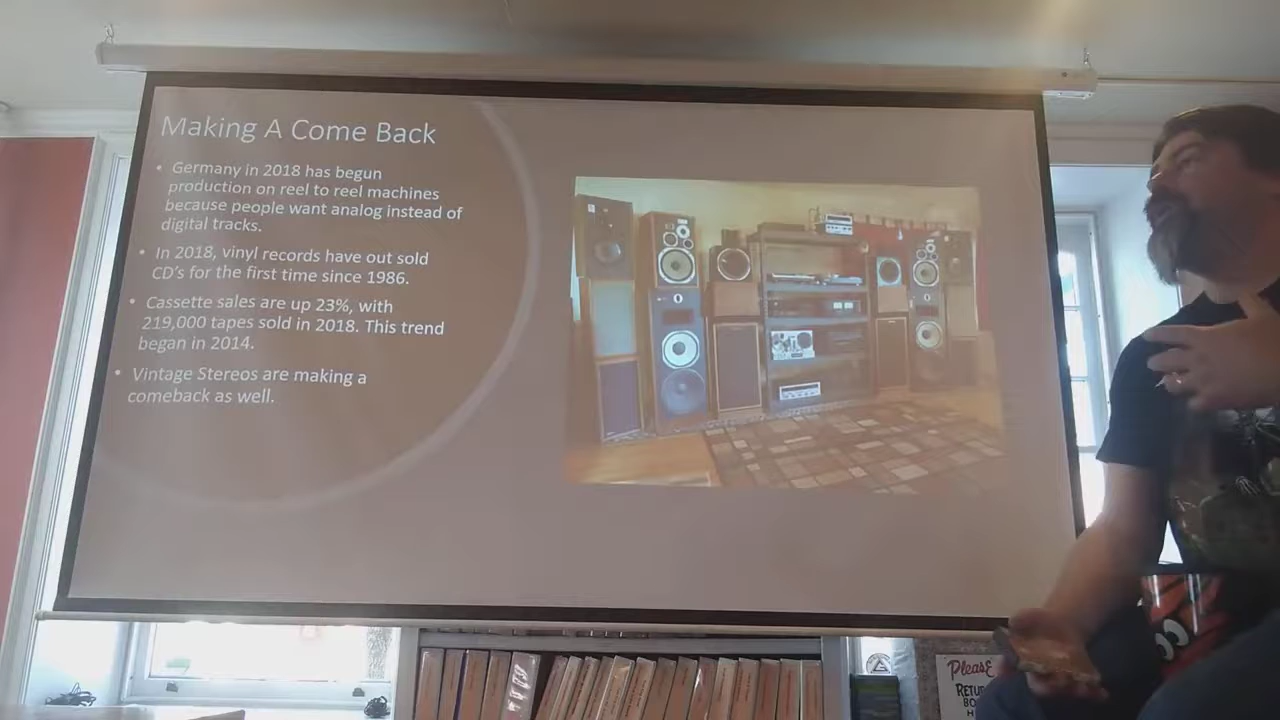 Making A Come Back
• Germany in 2018 has begun
production on reel to reel machines
because people want analog instead of
digital tracks.
• In 2018, vinyl records have out sold
CD's for the first time since 1986.
• Cassette sales are up 23%, with
219,000 tapes sold in 2018. This trend
began in 2014.
• Vintage Stereos are making a
comeback as well.
Please
RETU
BO
H